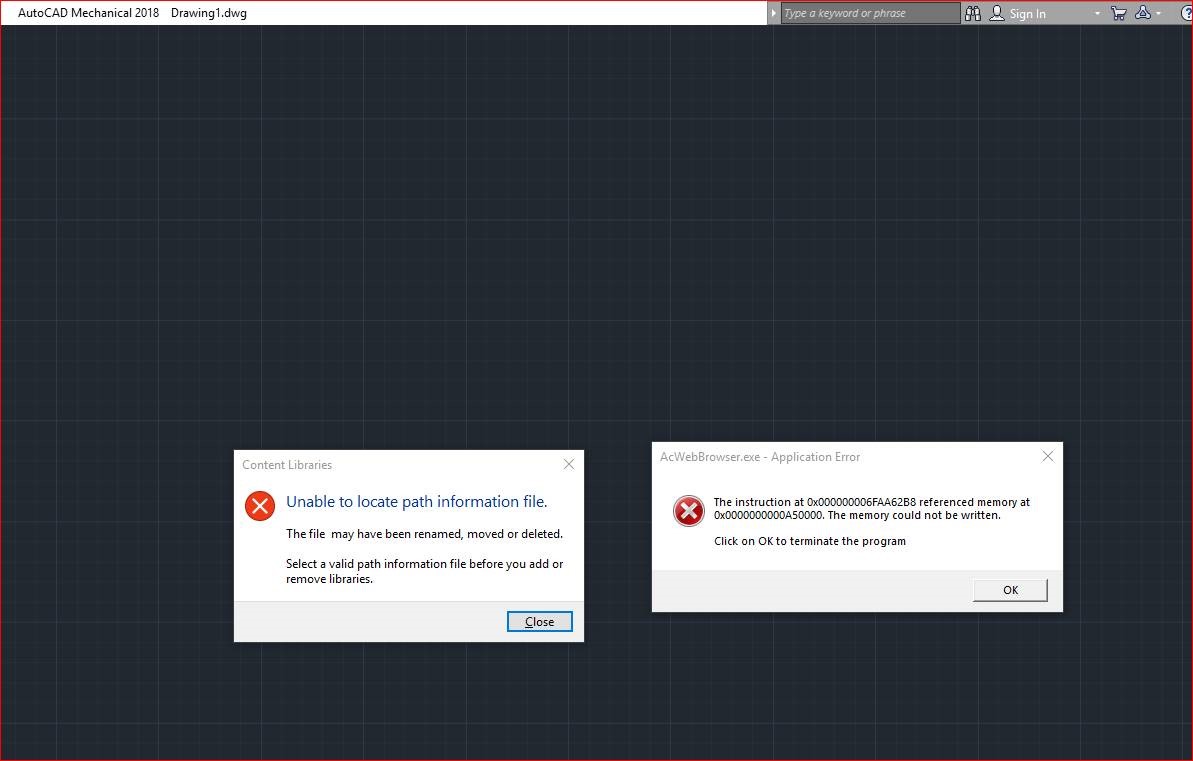 AutoCAD Mechanical 2018 Drawing1.dwg
Type a keyword or phrase
Sign In
Content Libraries
Unable to locate path information file.
The file may have been renamed, moved or deleted.
Select a valid path information file before you add or
remove libraries.
Close
AcWebBrowser.exe - Application Error
The instruction at 0x000000006FAA62B8 referenced memory at
0x0000000000A50000. The memory could not be written.
Click on OK to terminate the program
OK